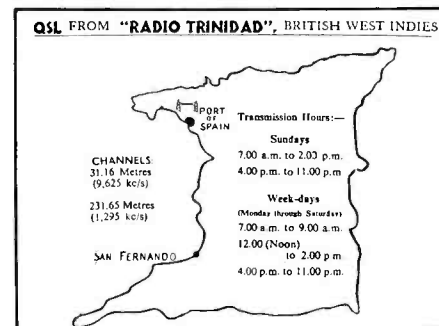 QSL FROM "RADIO TRINIDAD", BRITISH WEST INDIES
PORT
OF
SPAIN
CHANNELS:
31.16 Metres
(9,625 kc/s)
231.65 Metres
(1,295 kc/s)
SAN FERNANDO
Transmission Hours:—
Sundays
7.00 a.m. to 2.03 p.m.
4.00 p.m. to 11.00 p.m.
Week-days
(Monday through Saturday)
7.00 a.m. to 9.00 a.m.
12.00 (Noon)
to 2.00 p.m
4.00 p.m. to 11.00 p.m.